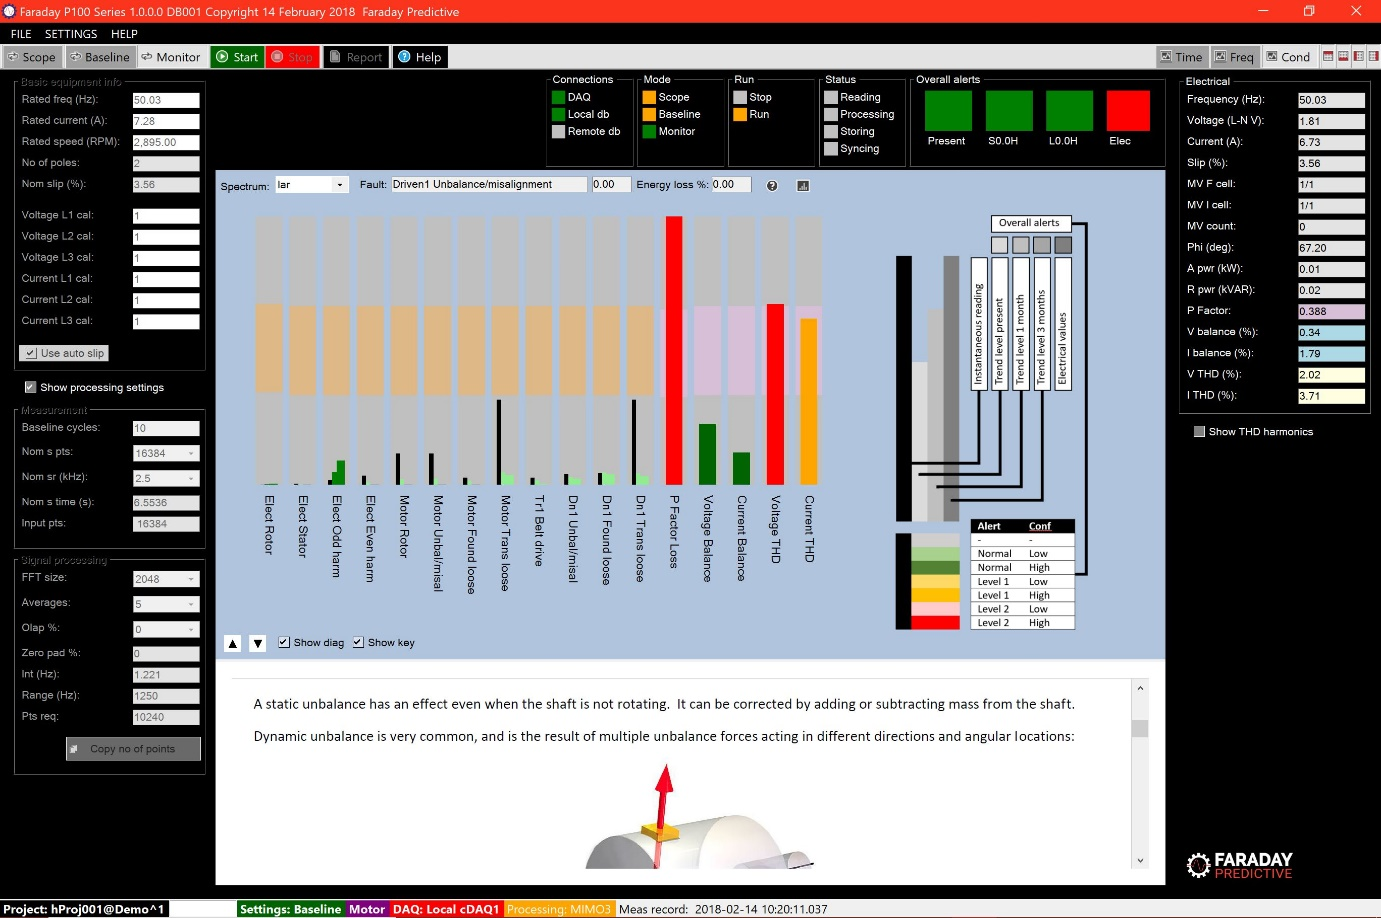 Faraday P100 Series 1.0.0.0 DB001 Copyright 14 February 2018 Faraday Predictive
FILE SETTINGS HELP
Scope Baseline Monitor Start Stop Report Help Time Freq Cond
Basic equipment info
Rated freq (Hz): 50.03
Rated current (A): 7.28
Rated speed (RPM): 2,895.00
No of poles: 2
Nom slip (%): 3.56
Voltage L1 cal: 1
Voltage L2 cal: 1
Voltage L3 cal: 1
Current L1 cal: 1
Current L2 cal: 1
Current L3 cal: 1
Use auto slip
Show processing settings
Measurement
Baseline cycles: 10
Nom s pts: 16384
Nom sr (kHz): 2.5
Nom s time (s): 6.5536
Input pts: 16384
Signal processing
FFT size: 2048
Averages: 5
Olap %: 0
Zero pad %: 0
Int (Hz): 1.221
Range (Hz): 1250
Pts req: 10240
Copy no of points
Connections
DAQ
Local db
Remote db
Mode
Scope
Baseline
Monitor
Run
Stop
Run
Status
Reading
Processing
Storing
Syncing
Overall alerts
Present S0.0H L0.0H Elec
Spectrum: Iar Fault: Driven1 Unbalance/misalignment 0.00 Energy loss %: 0.00
Elect Rotor
Elect Stator
Elect Odd harm
Elect Even harm
Motor Rotor
Motor Unbal/misal
Motor Found loose
Motor Trans loose
Tr1 Belt drive
Dn1 Unbal/misal
Dn1 Found loose
Dn1 Trans loose
P Factor Loss
Voltage Balance
Current Balance
Voltage THD
Current THD
Overall alerts
Instantaneous reading
Trend level present
Trend level 1 month
Trend level 3 months
Electrical values
Alert Conf
- -
Normal Low
Normal High
Level 1 Low
Level 1 High
Level 2 Low
Level 2 High
Show diag Show key
A static unbalance has an effect even when the shaft is not rotating. It can be corrected by adding or subtracting mass from the shaft.
Dynamic unbalance is very common, and is the result of multiple unbalance forces acting in different directions and angular locations:
Electrical
Frequency (Hz): 50.03
Voltage (L-N V): 1.81
Current (A): 6.73
Slip (%): 3.56
MV F cell: 1/1
MV I cell: 1/1
MV count: 0
Phi (deg): 67.20
A pwr (kW): 0.01
R pwr (kVAR): 0.02
P Factor: 0.388
V balance (%): 0.34
I balance (%): 1.79
V THD (%): 2.02
I THD (%): 3.71
Show THD harmonics
FARADAY
PREDICTIVE
Project: hProj001@Demo^1 Settings: Baseline Motor DAQ: Local cDAQ1 Processing: MIMO3 Meas record: 2018-02-14 10:20:11.037